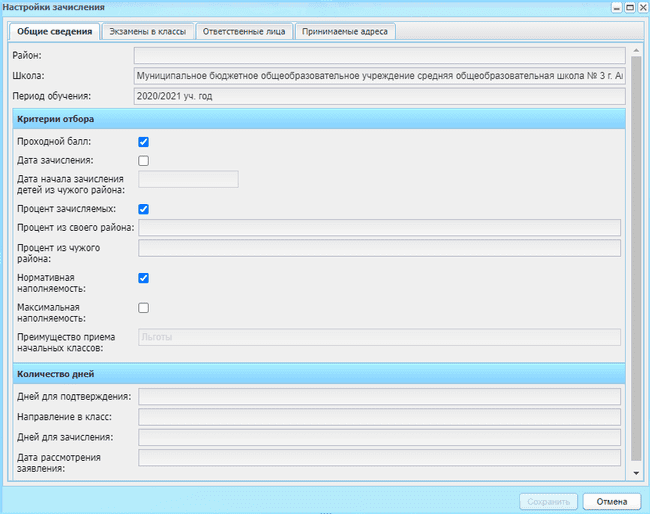 Настройки зачисления
Общие сведения
Экзамены в классы
Ответственные лица
Принимаемые адреса
Район:
Школа: Муниципальное бюджетное общеобразовательное учреждение средняя общеобразовательная школа № 3 г.
Период обучения: 2020/2021 уч. год
Критерии отбора
Проходной балл:
Дата зачисления:
Дата начала зачисления
детей из чужого района:
Процент зачисляемых:
Процент из своего района:
Процент из чужого
района:
Нормативная
наполняемость:
Максимальная
наполняемость:
Преимущество приема
начальных классов:
Льготы
Количество дней
Дней для подтверждения:
Направление в класс:
Дней для зачисления:
Дата рассмотрения
заявления:
Сохранить
Отмена